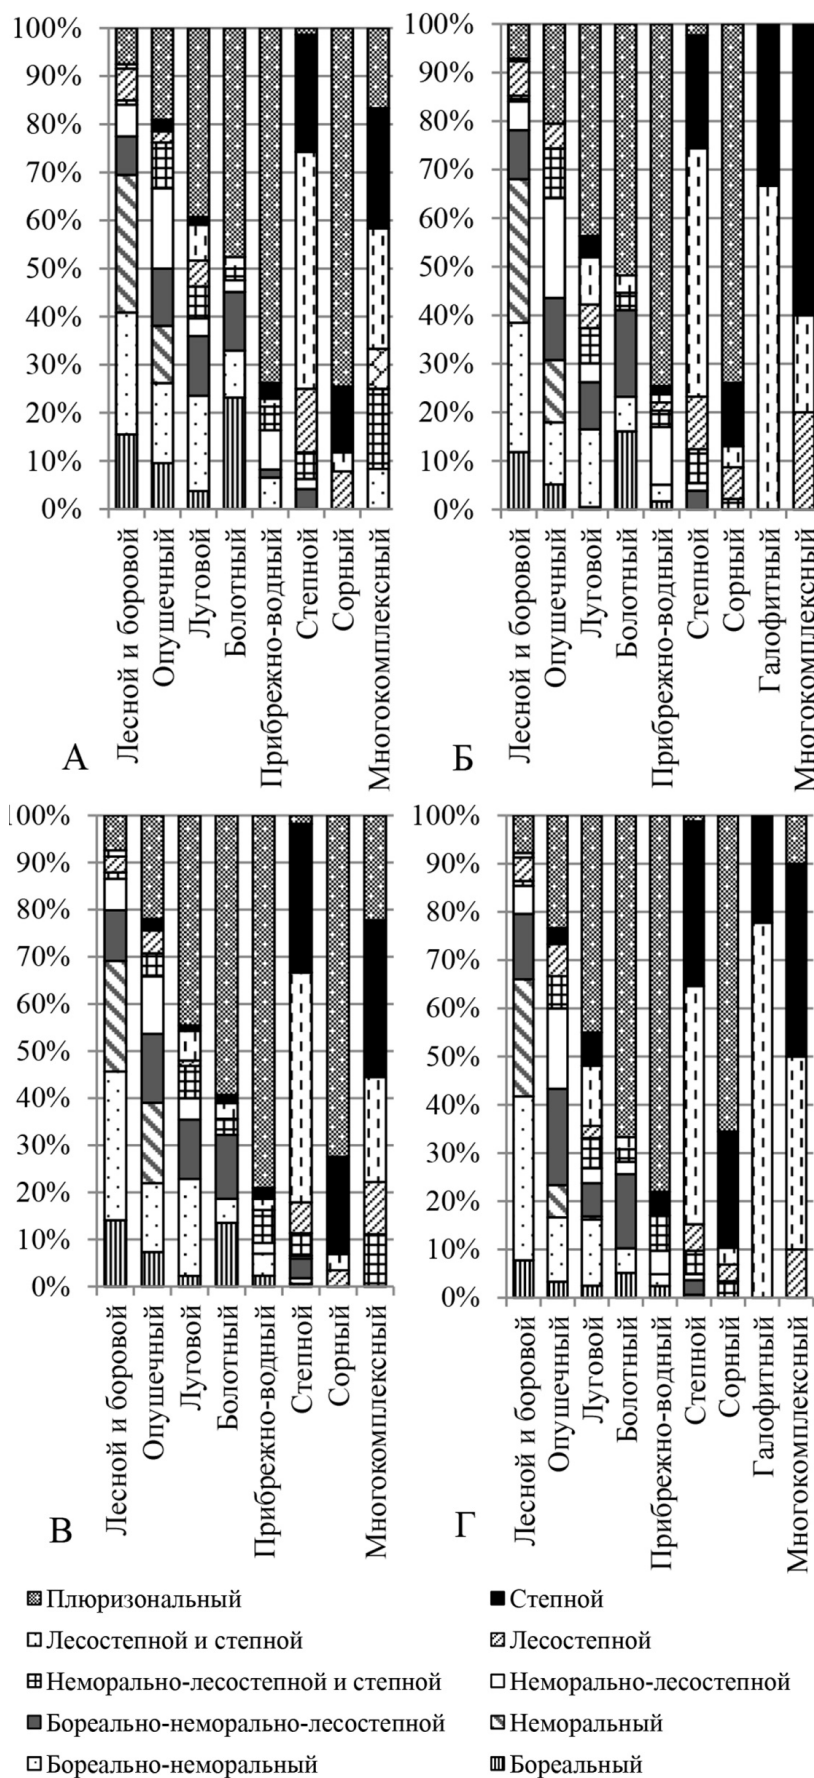 100%
90%
80%
70%
60%
50%
40%
30%
20%
10%
0%
Лесной и боровой
Опушечный
Луговой
Болотный
Прибрежно-водный
Степной
Сорный
Многокомплексный
А
100%
90%
80%
70%
60%
50%
40%
30%
20%
10%
0%
Лесной и боровой
Опушечный
Луговой
Болотный
Прибрежно-водный
Степной
Сорный
Галофитный
Многокомплексный
Б
100%
90%
80%
70%
60%
50%
40%
30%
20%
10%
0%
Лесной и боровой
Опушечный
Луговой
Болотный
Прибрежно-водный
Степной
Сорный
Многокомплексный
В
100%
90%
80%
70%
60%
50%
40%
30%
20%
10%
0%
Лесной и боровой
Опушечный
Луговой
Болотный
Прибрежно-водный
Степной
Сорный
Галофитный
Многокомплексный
Г
Плюризональный
Степной
Лесостепной и степной
Лесостепной
Неморально-лесостепной и степной
Неморально-лесостепной
Бореально-неморально-лесостепной
Неморальный
Бореально-неморальный
Бореальный